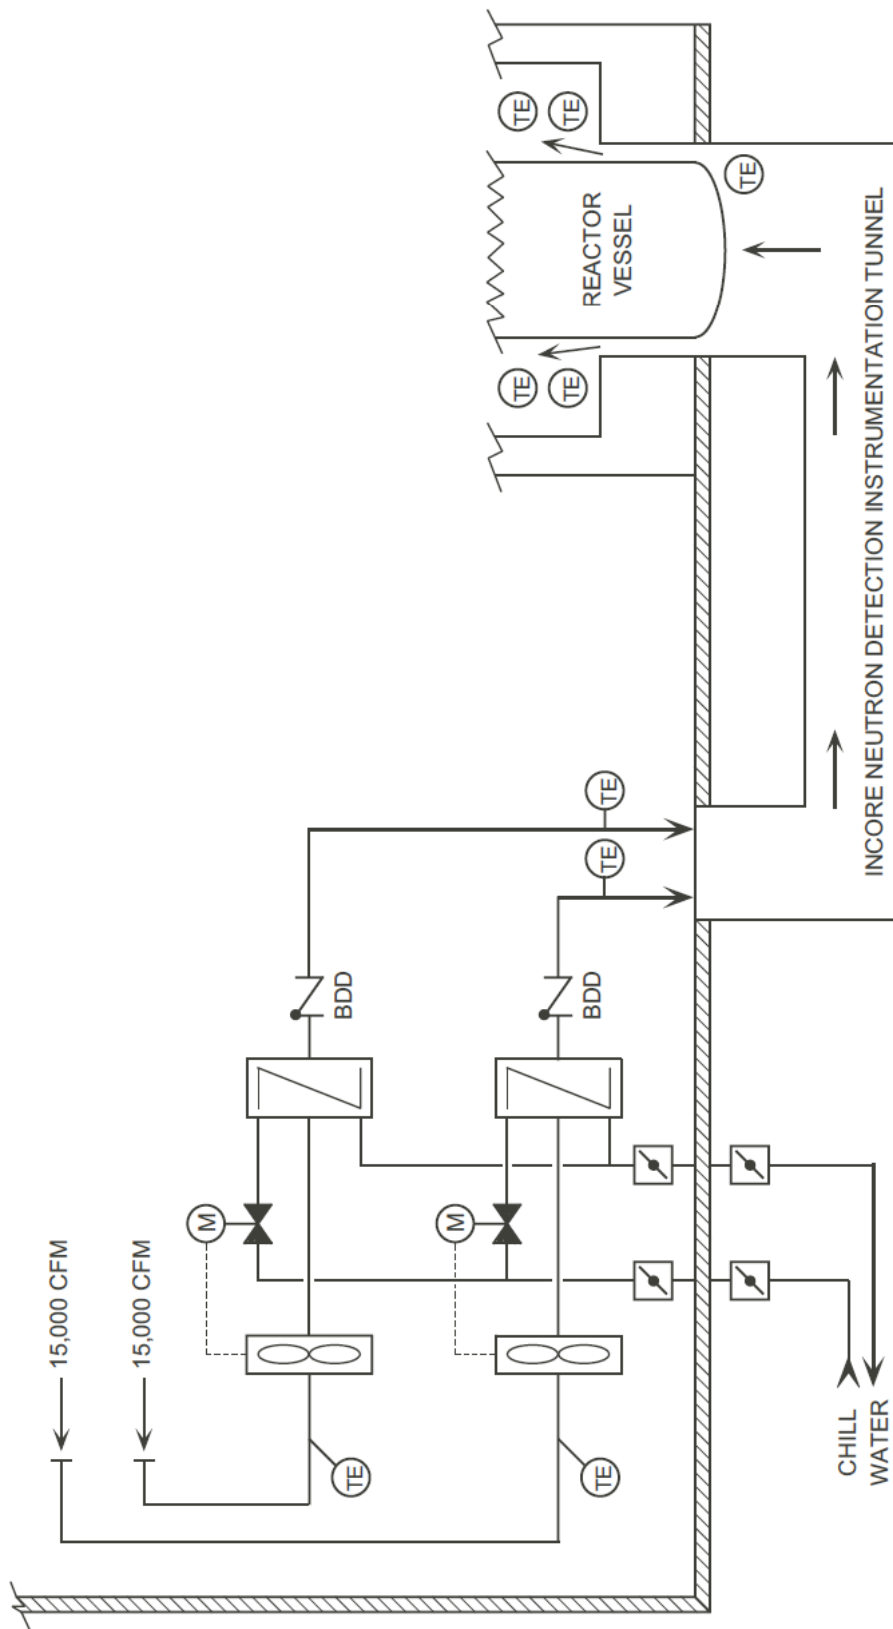 15,000 CFM
15,000 CFM
M
M
TE
TE
BDD
BDD
TE
TE
TE
TE
TE
TE
TE
REACTOR
VESSEL
CHILL
WATER
INCORE NEUTRON DETECTION INSTRUMENTATION TUNNEL